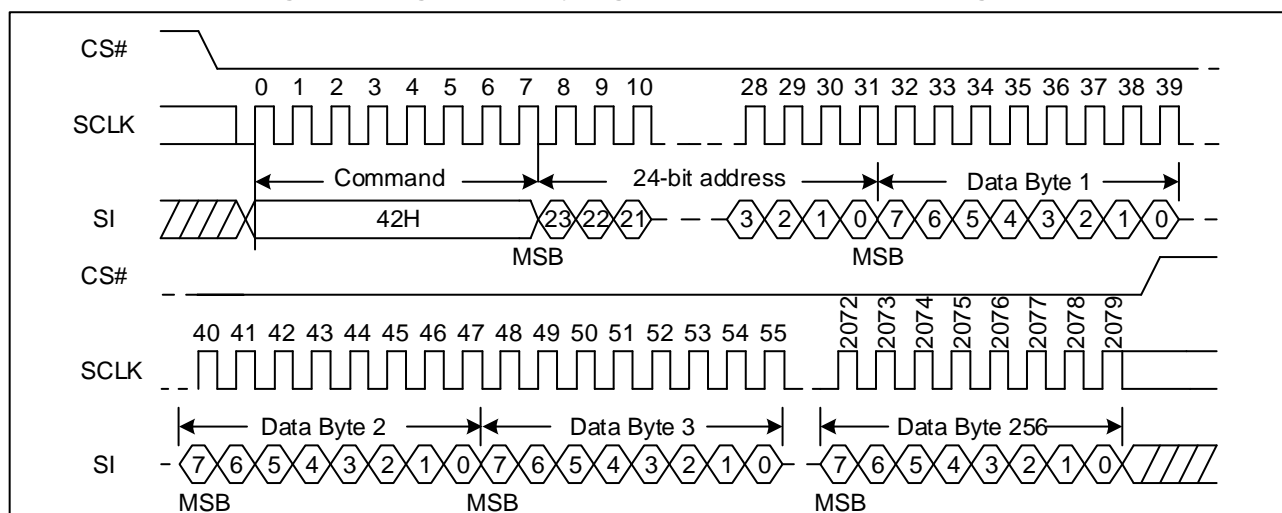 CS#
0 1 2 3 4 5 6 7 8 9 10 28 29 30 31 32 33 34 35 36 37 38 39
SCLK
Command 24-bit address Data Byte 1
SI 42H 23 22 21 3 2 1 0 7 6 5 4 3 2 1 0
MSB MSB
CS#
40 41 42 43 44 45 46 47 48 49 50 51 52 53 54 55 2072 2073 2074 2075 2076 2077 2078 2079
SCLK
Data Byte 2 Data Byte 3 Data Byte 256
SI 7 6 5 4 3 2 1 0 7 6 5 4 3 2 1 0 7 6 5 4 3 2 1 0
MSB MSB MSB